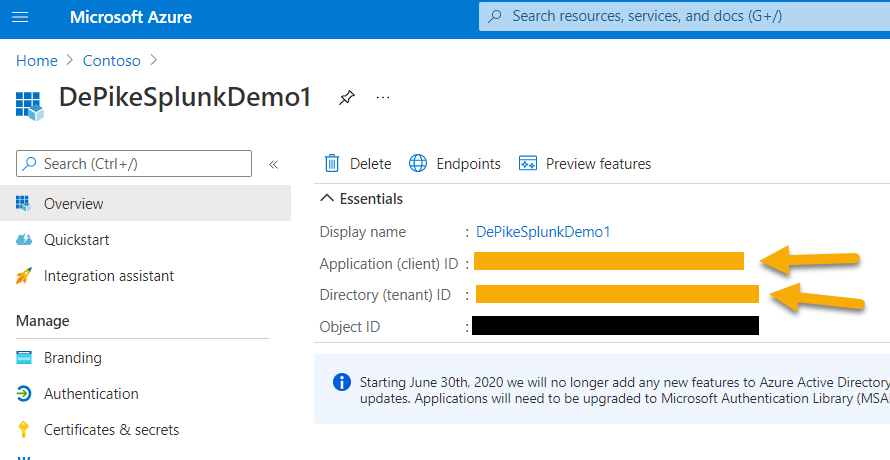 Microsoft Azure
Search resources, services, and docs (G+/)
Home > Contoso >
DePikeSplunkDemo1
...
Search (Ctrl+/)
«
Delete
Endpoints
Preview features
Overview
Quickstart
Integration assistant
Manage
Branding
Authentication
Certificates & secrets
Essentials
Display name : DePikeSplunkDemo1
Application (client) ID :
Directory (tenant) ID :
Object ID :
Starting June 30th, 2020 we will no longer add any new features to Azure Active Directory
updates. Applications will need to be upgraded to Microsoft Authentication Library (MSA